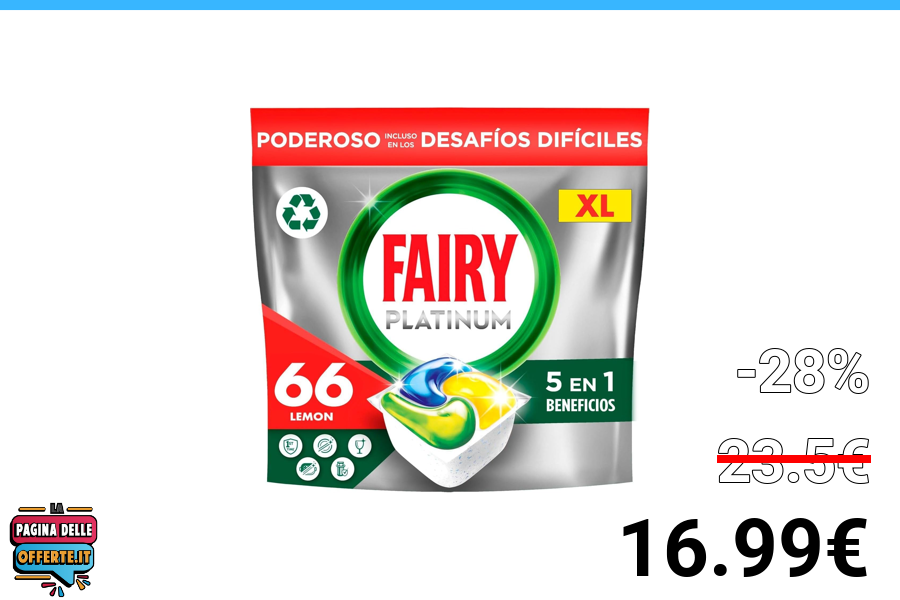 PODEROSO INCLUSO EN LOS DESAFÍOS DIFÍCILES
XL
FAIRY
PLATINUM
66
LEMON
5 EN 1
BENEFICIOS
-28%
23.5€
16.99€
LA
PAGINA DELLE
OFFERTE.IT